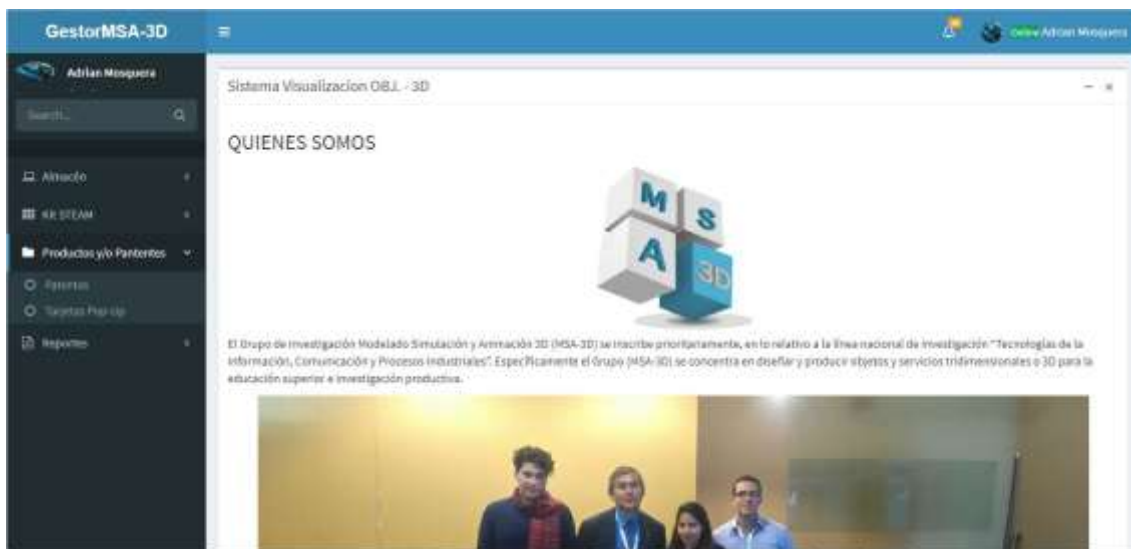 GestorMSA-3D
Online Adrian Mosquera
Adrian Mosquera
Search...
Sistema Visualizacion OBJ. - 3D
QUIENES SOMOS
Almacén
Kit STEAM
Productos y/o Pantentes
Patentes
Tarjetas Pop-Up
Reportes
M
S
A
3D
El Grupo de Investigación Modelado Simulación y Animación 3D (MSA-3D) se inscribe prioritariamente, en lo relativo a la línea nacional de investigación "Tecnologías de la
Información, Comunicación y Procesos Industriales". Específicamente el Grupo (MSA-3D) se concentra en diseñar y producir objetos y servicios tridimensionales o 3D para la
educación superior e investigación productiva.